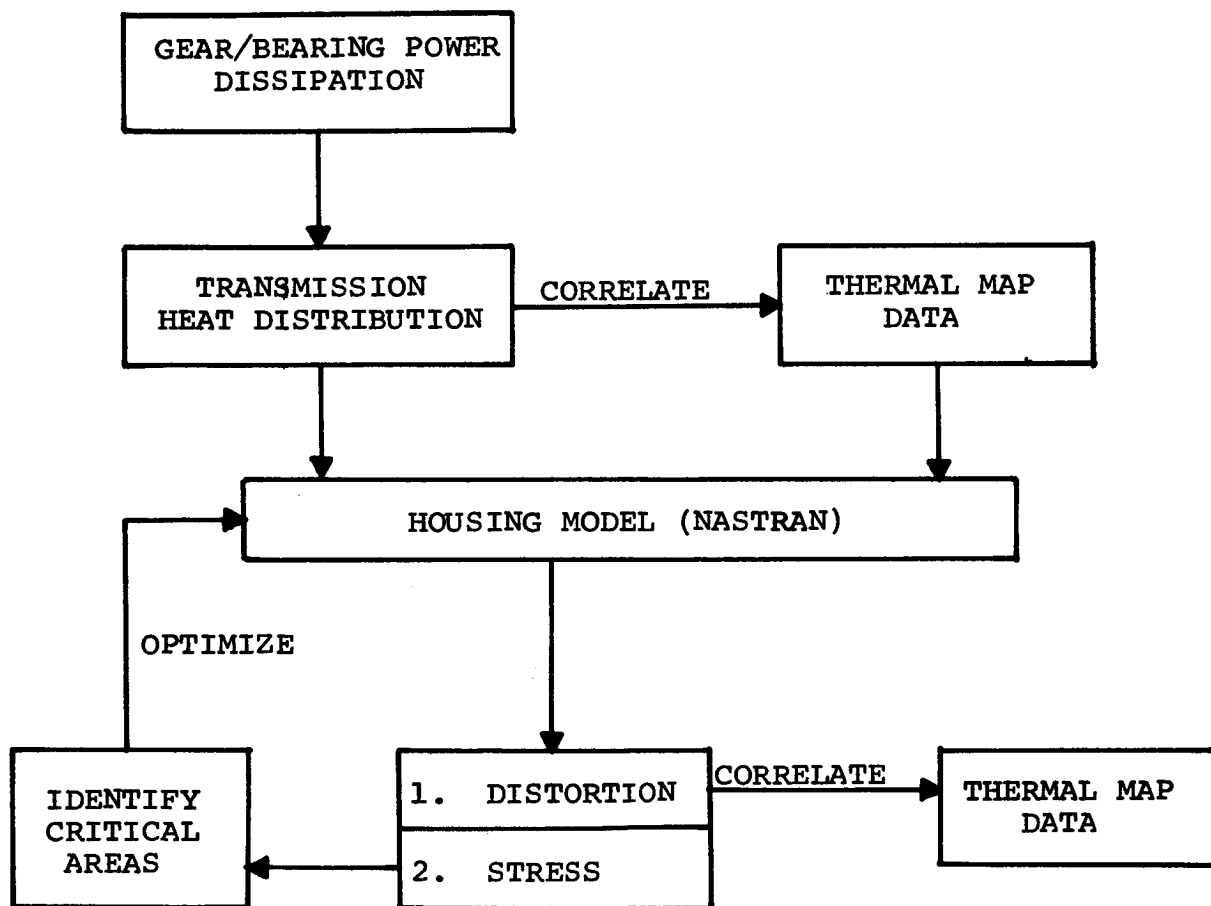 GEAR/BEARING POWER
DISSIPATION
TRANSMISSION
HEAT DISTRIBUTION
CORRELATE
THERMAL MAP
DATA
HOUSING MODEL (NASTRAN)
OPTIMIZE
IDENTIFY
CRITICAL
AREAS
1. DISTORTION
2. STRESS
CORRELATE
THERMAL MAP
DATA